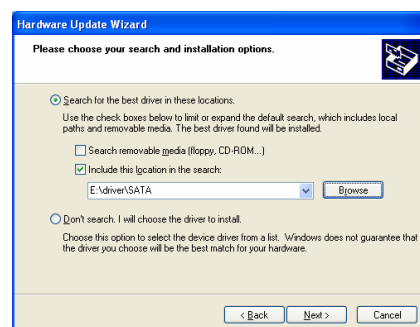 Hardware Update Wizard
Please choose your search and installation options.
Search for the best driver in these locations.
Use the check boxes below to limit or expand the default search, which includes local
paths and removable media. The best driver found will be installed.
Search removable media (floppy, CD-ROM...)
Include this location in the search:
E:\driver\SATA
Browse
Don't search. I will choose the driver to install.
Choose this option to select the device driver from a list. Windows does not guarantee that
the driver you choose will be the best match for your hardware.
< Back Next > Cancel